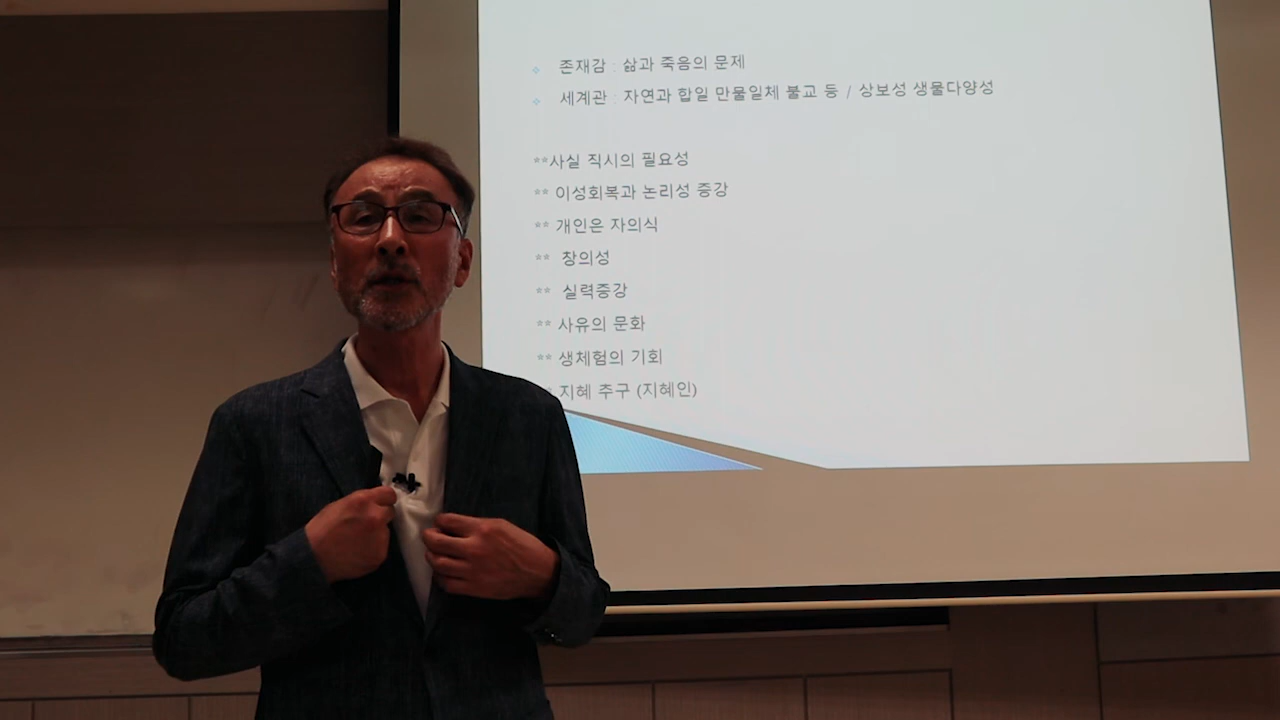 존재감 : 삶과 죽음의 문제
세계관 : 자연과 합일 만물일체 불교 등 / 상보성 생물다양성
**사실 직시의 필요성
** 이성회복과 논리성 증강
** 개인은 자의식
** 창의성
** 실력증강
** 사유의 문화
** 생체험의 기회
* 지혜 추구 (지혜인)